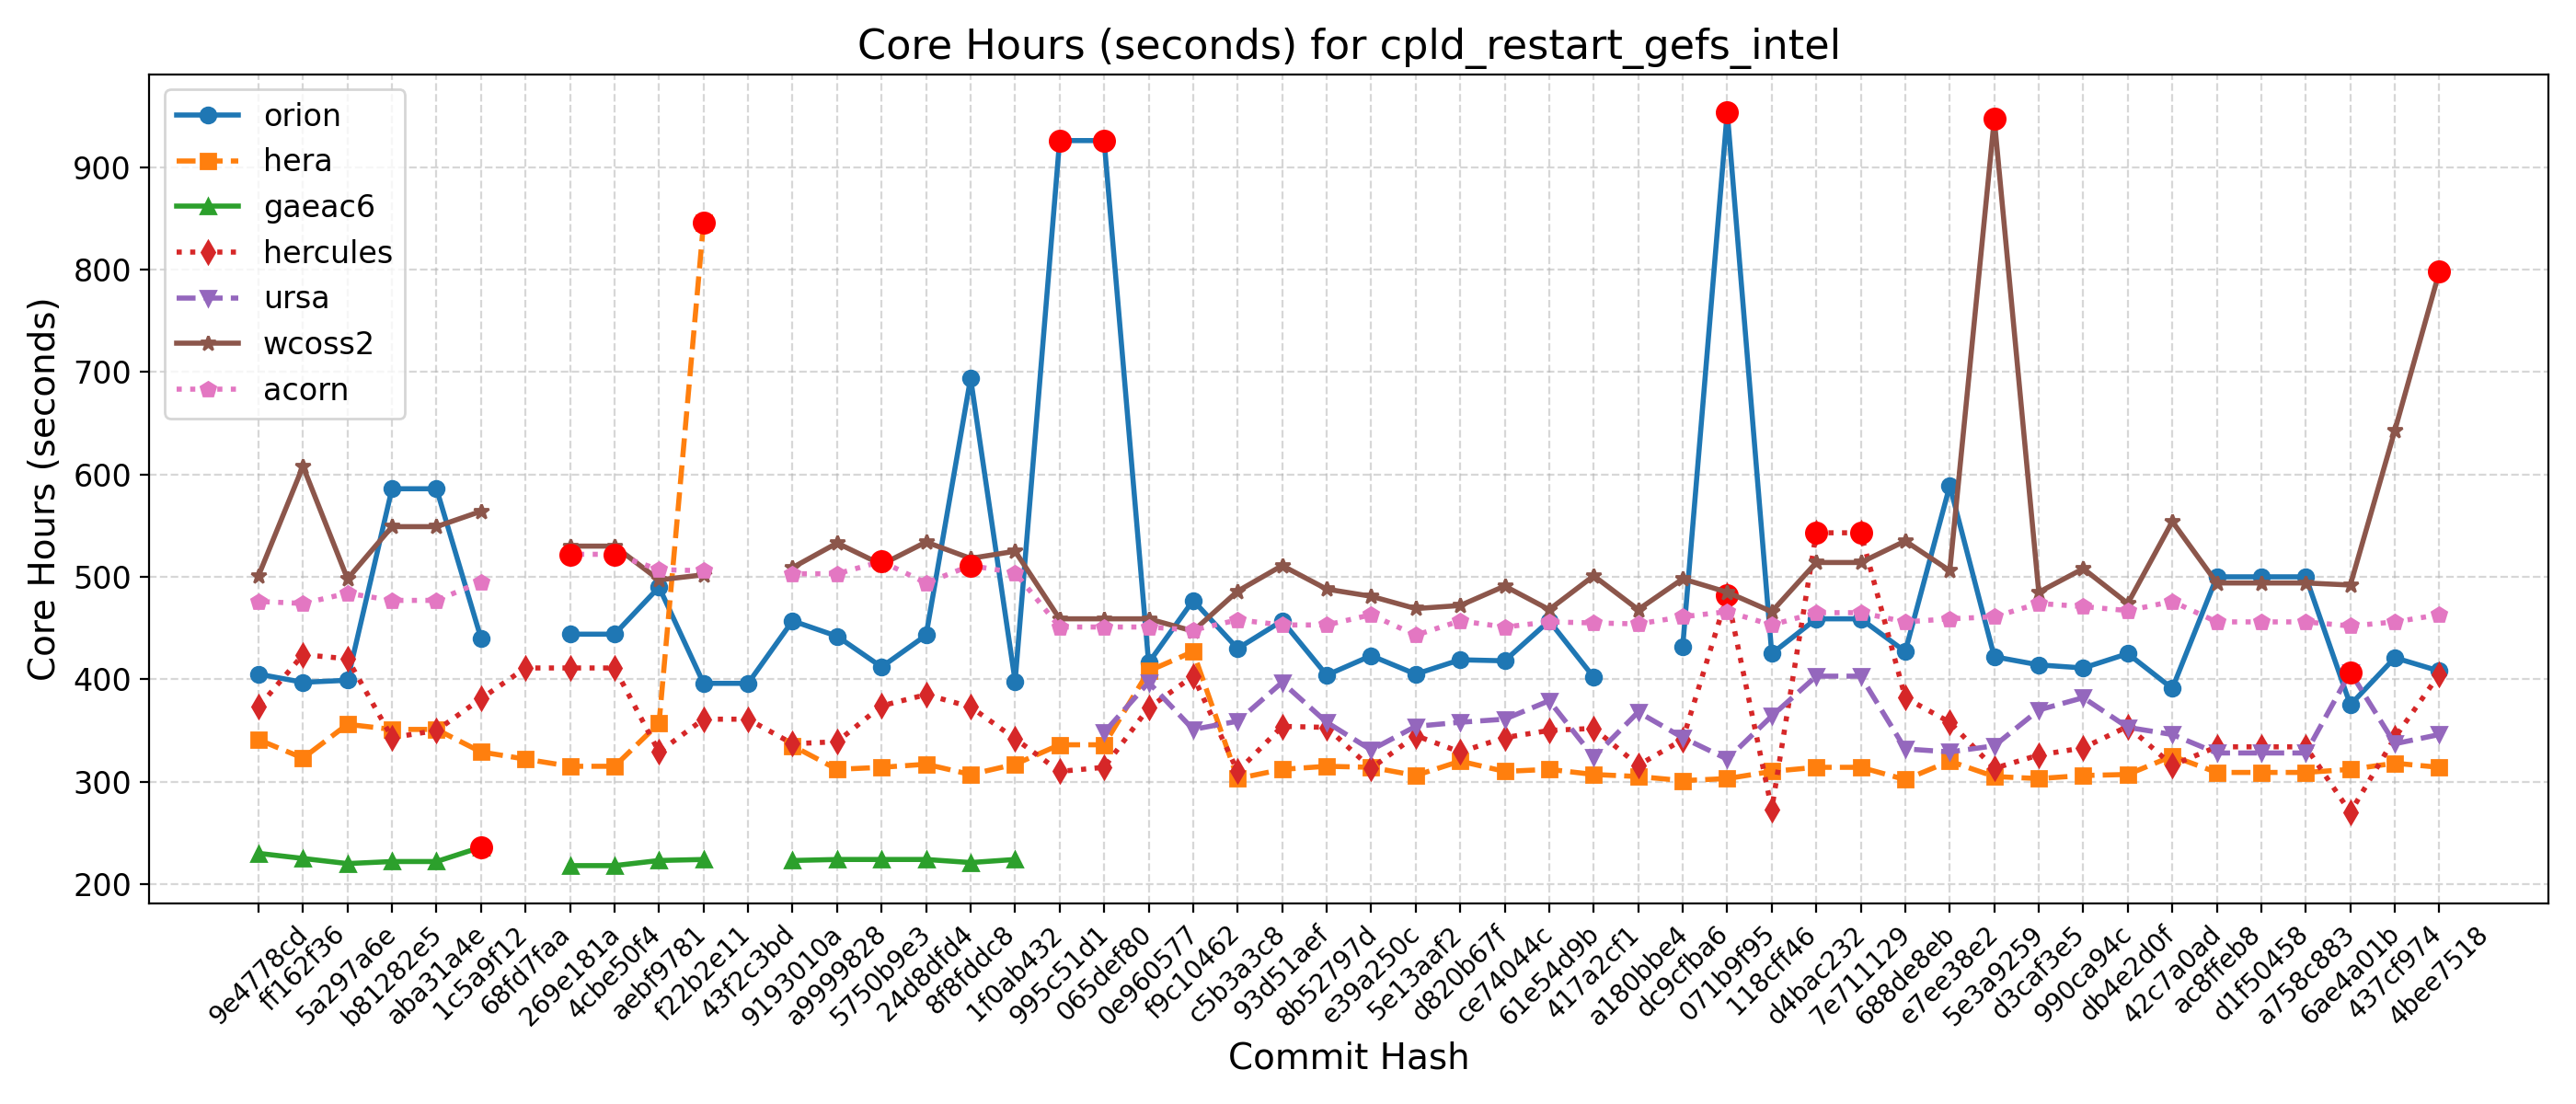 Core Hours (seconds) for cpld_restart_gefs_intel
orion
hera
gaeac6
hercules
ursa
wcoss2
acorn
Core Hours (seconds)
900
800
700
600
500
400
300
200
9e4778cd
ff162f36
5a297a6e
b81282e5
aba31a4e
1c5a9f12
68fd7faa
269e181a
4cbe50f4
aebf9781
f22b2e11
43f2c3bd
9193010a
a9999828
5750b9e3
24d8dfd4
8f8fddc8
1f0ab432
995c51d1
065def80
0e960577
f9c10462
c5b3a3c8
93d51aef
8b52797d
e39a250c
5e13aaf2
d820b67f
ce74044c
61e54d9b
417a2cf1
a180bbe4
dc9cfba6
071b9f95
118cff46
d4bac232
7e711129
688de8eb
e7ee38e2
5e3a9259
d3caf3e5
990ca94c
db4e2d0f
42c7a0ad
ac8ffeb8
d1f50458
a758c883
6ae4a01b
437cf974
4bee7518
Commit Hash